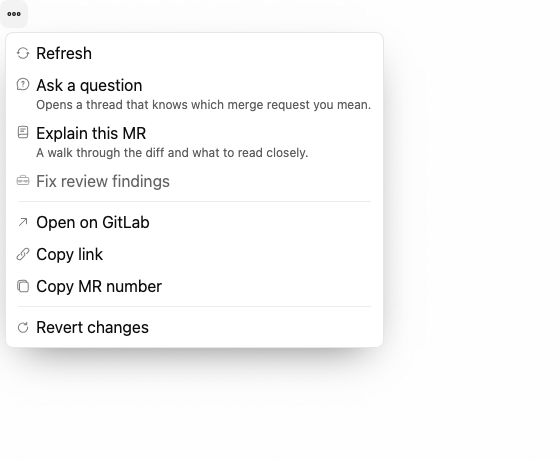 Refresh
Ask a question
Opens a thread that knows which merge request you mean.
Explain this MR
A walk through the diff and what to read closely.
Fix review findings
Open on GitLab
Copy link
Copy MR number
Revert changes